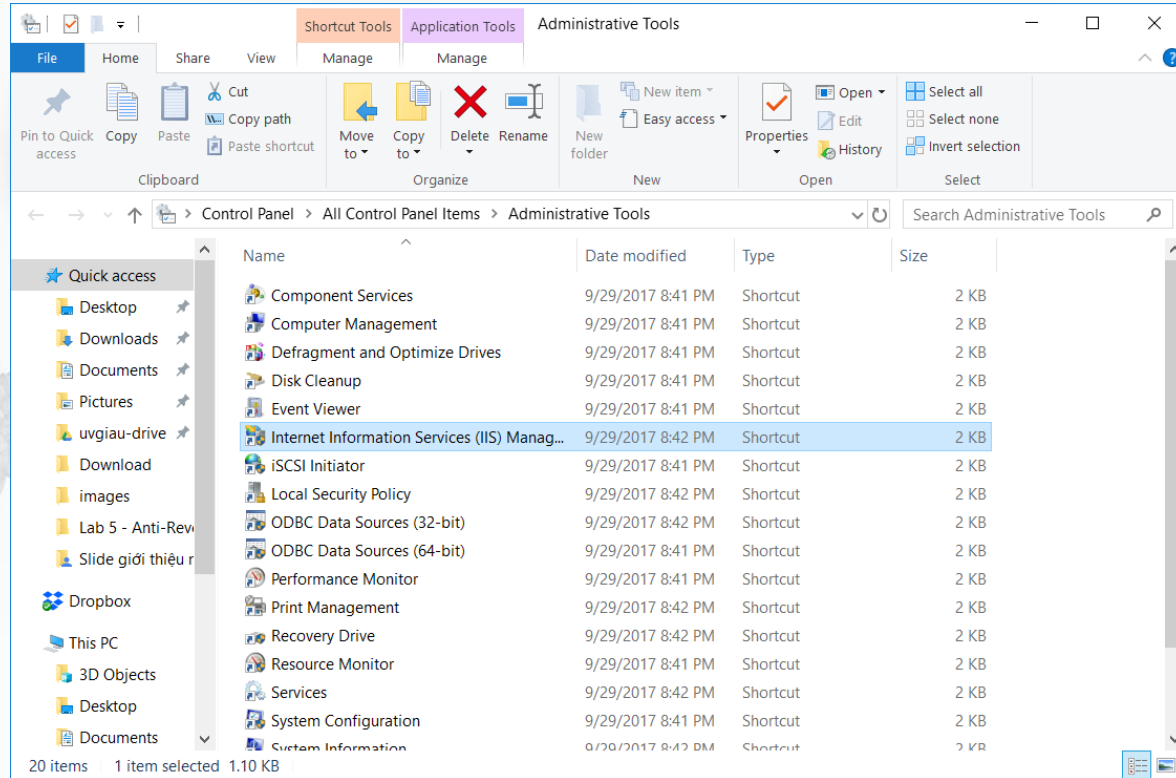 Shortcut Tools Application Tools Administrative Tools
File Home Share View Manage Manage
Pin to Quick access
Copy
Paste
Cut
Copy path
Paste shortcut
Clipboard
Move to
Copy to
Delete
Rename
Organize
New folder
New item
Easy access
New
Properties
Open
Edit
History
Open
Select all
Select none
Invert selection
Select
Control Panel > All Control Panel Items > Administrative Tools
Search Administrative Tools
Quick access
Desktop
Downloads
Documents
Pictures
uvgiau-drive
Download
images
Lab 5 - Anti-Rev
Slide giới thiệu
Dropbox
This PC
3D Objects
Desktop
Documents
Name Date modified Type Size
Component Services 9/29/2017 8:41 PM Shortcut 2 KB
Computer Management 9/29/2017 8:41 PM Shortcut 2 KB
Defragment and Optimize Drives 9/29/2017 8:41 PM Shortcut 2 KB
Disk Cleanup 9/29/2017 8:41 PM Shortcut 2 KB
Event Viewer 9/29/2017 8:41 PM Shortcut 2 KB
Internet Information Services (IIS) Manag... 9/29/2017 8:42 PM Shortcut 2 KB
iSCSI Initiator 9/29/2017 8:41 PM Shortcut 2 KB
Local Security Policy 9/29/2017 8:42 PM Shortcut 2 KB
ODBC Data Sources (32-bit) 9/29/2017 8:42 PM Shortcut 2 KB
ODBC Data Sources (64-bit) 9/29/2017 8:41 PM Shortcut 2 KB
Performance Monitor 9/29/2017 8:41 PM Shortcut 2 KB
Print Management 9/29/2017 8:42 PM Shortcut 2 KB
Recovery Drive 9/29/2017 8:42 PM Shortcut 2 KB
Resource Monitor 9/29/2017 8:41 PM Shortcut 2 KB
Services 9/29/2017 8:42 PM Shortcut 2 KB
System Configuration 9/29/2017 8:41 PM Shortcut 2 KB
System Information 9/29/2017 8:42 PM Shortcut 2 KB
20 items 1 item selected 1.10 KB